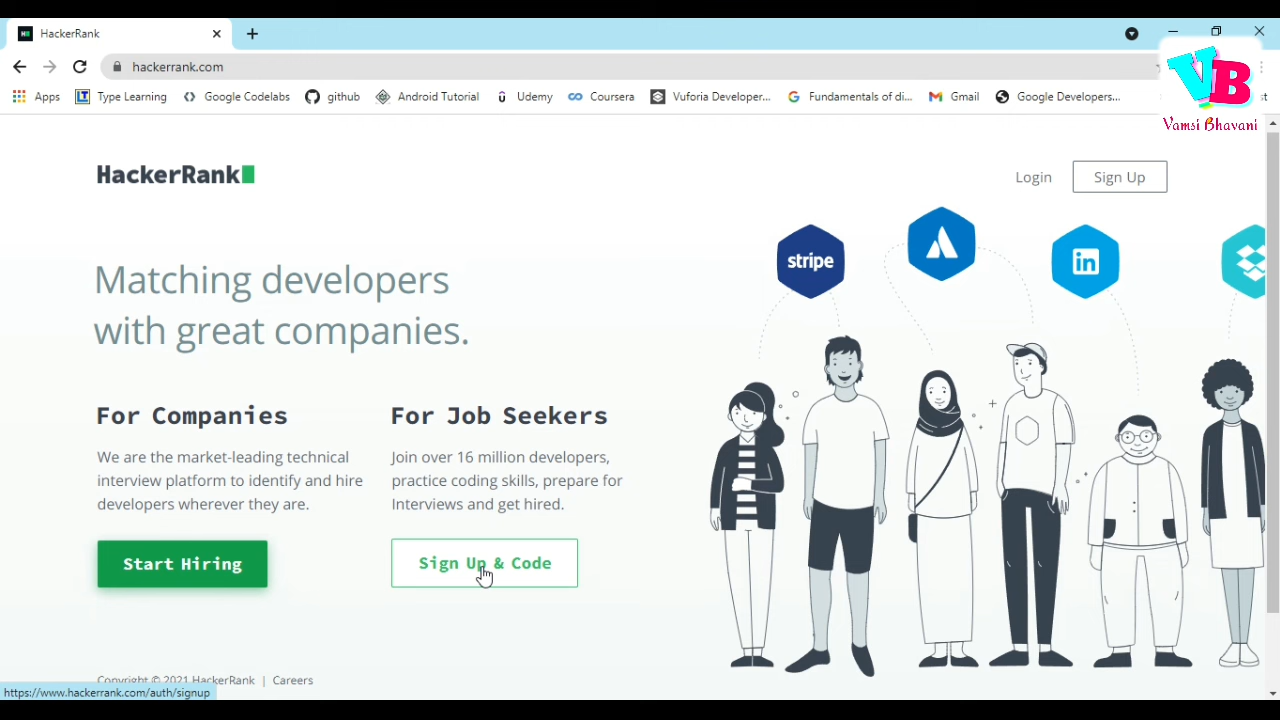 HackerRank
hackerrank.com
Apps
Type Learning
Google Codelabs
github
Android Tutorial
Udemy
Coursera
Vuforia Developer...
Fundamentals of di...
Gmail
Google Developers...
VB
Vamsi Bhavani
HackerRank
Login
Sign Up
stripe
in
Matching developers
with great companies.
For Companies
We are the market-leading technical
interview platform to identify and hire
developers wherever they are.
Start Hiring
For Job Seekers
Join over 16 million developers,
practice coding skills, prepare for
Interviews and get hired.
Sign Up & Code
Copyright © 2021 HackerRank | Careers
https://www.hackerrank.com/auth/signup